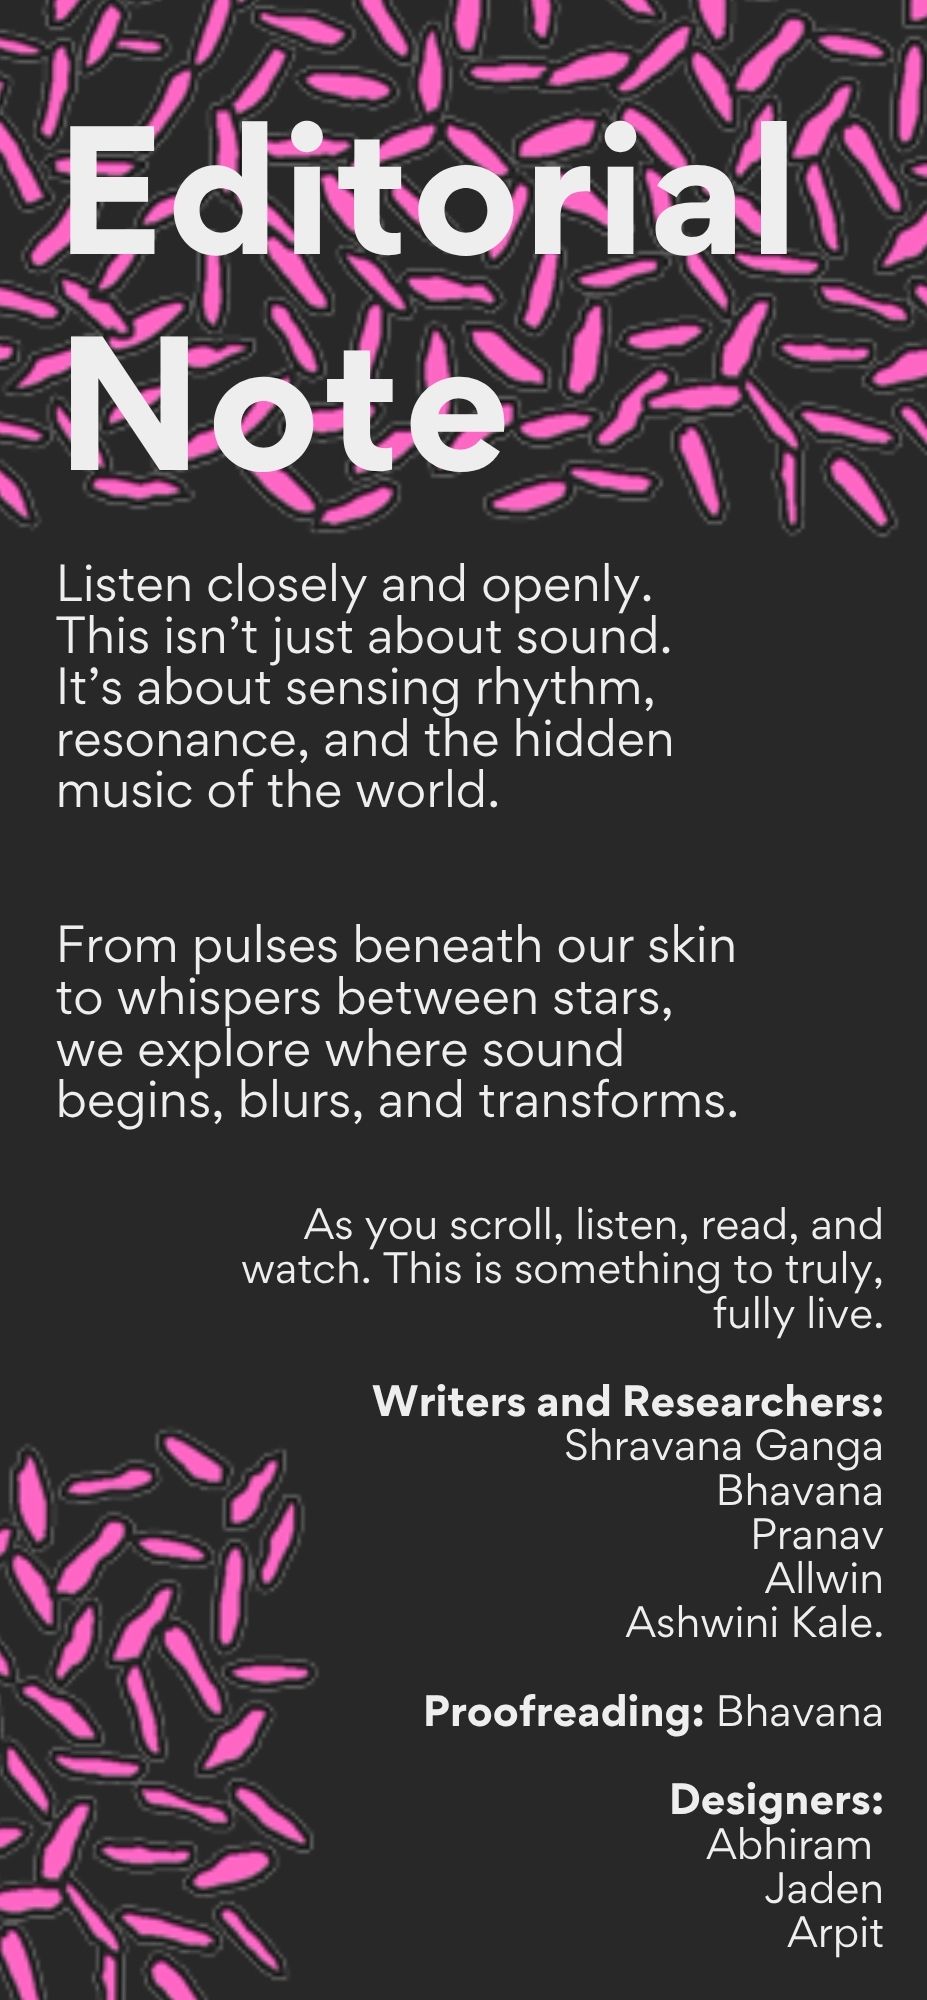 Editorial
Note
Listen closely and openly.
This isn’t just about sound.
It’s about sensing rhythm,
resonance, and the hidden
music of the world.
From pulses beneath our skin
to whispers between stars,
we explore where sound
begins, blurs, and transforms.
As you scroll, listen, read, and
watch. This is something to truly,
fully live.
Writers and Researchers:
Shravana Ganga
Bhavana
Pranav
Allwin
Ashwini Kale.
Proofreading: Bhavana
Designers:
Abhiram
Jaden
Arpit